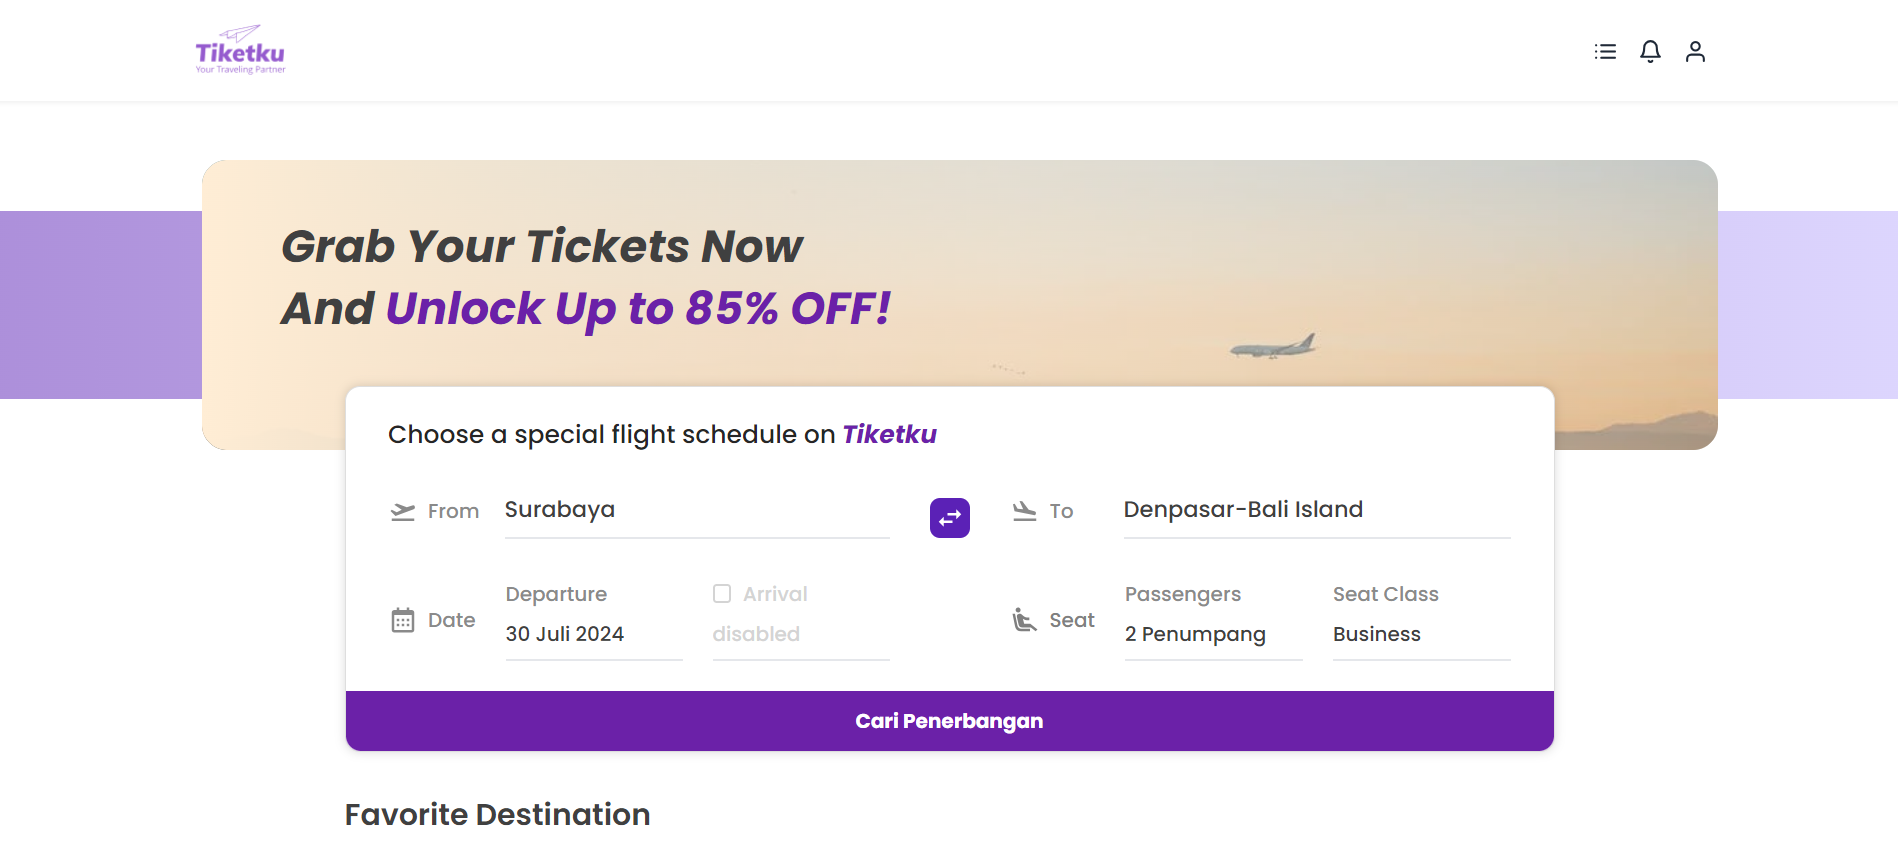 Tiketku
Your Traveling Partner
Grab Your Tickets Now
And Unlock Up to 85% OFF!
Choose a special flight schedule on Tiketku
From Surabaya
To Denpasar-Bali Island
Date
Departure
30 Juli 2024
Arrival
disabled
Seat
Passengers
2 Penumpang
Seat Class
Business
Cari Penerbangan
Favorite Destination